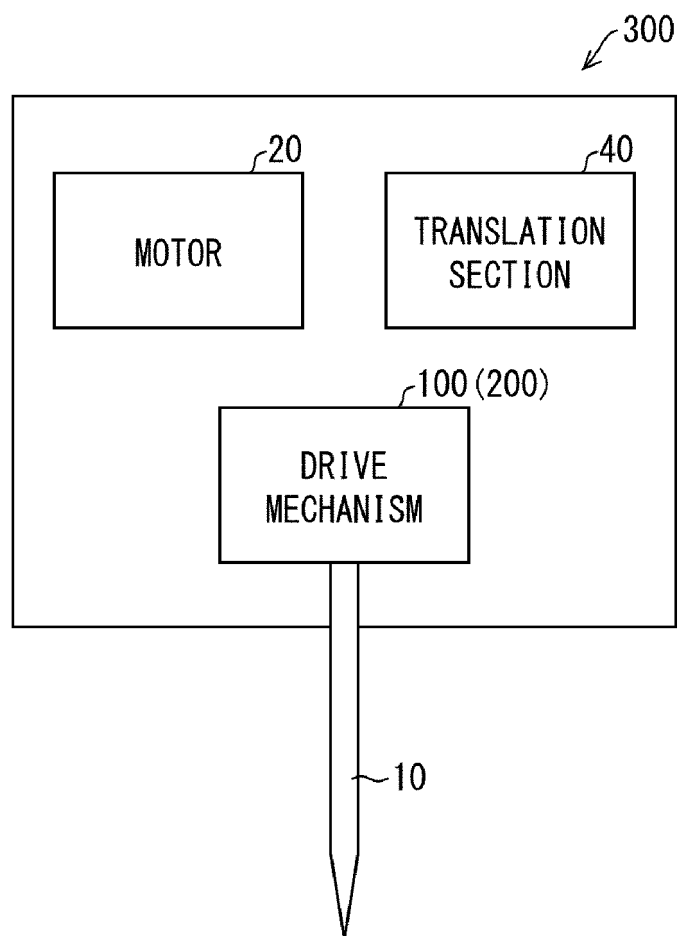 300
20
40
MOTOR
TRANSLATION
SECTION
100(200)
DRIVE
MECHANISM
10